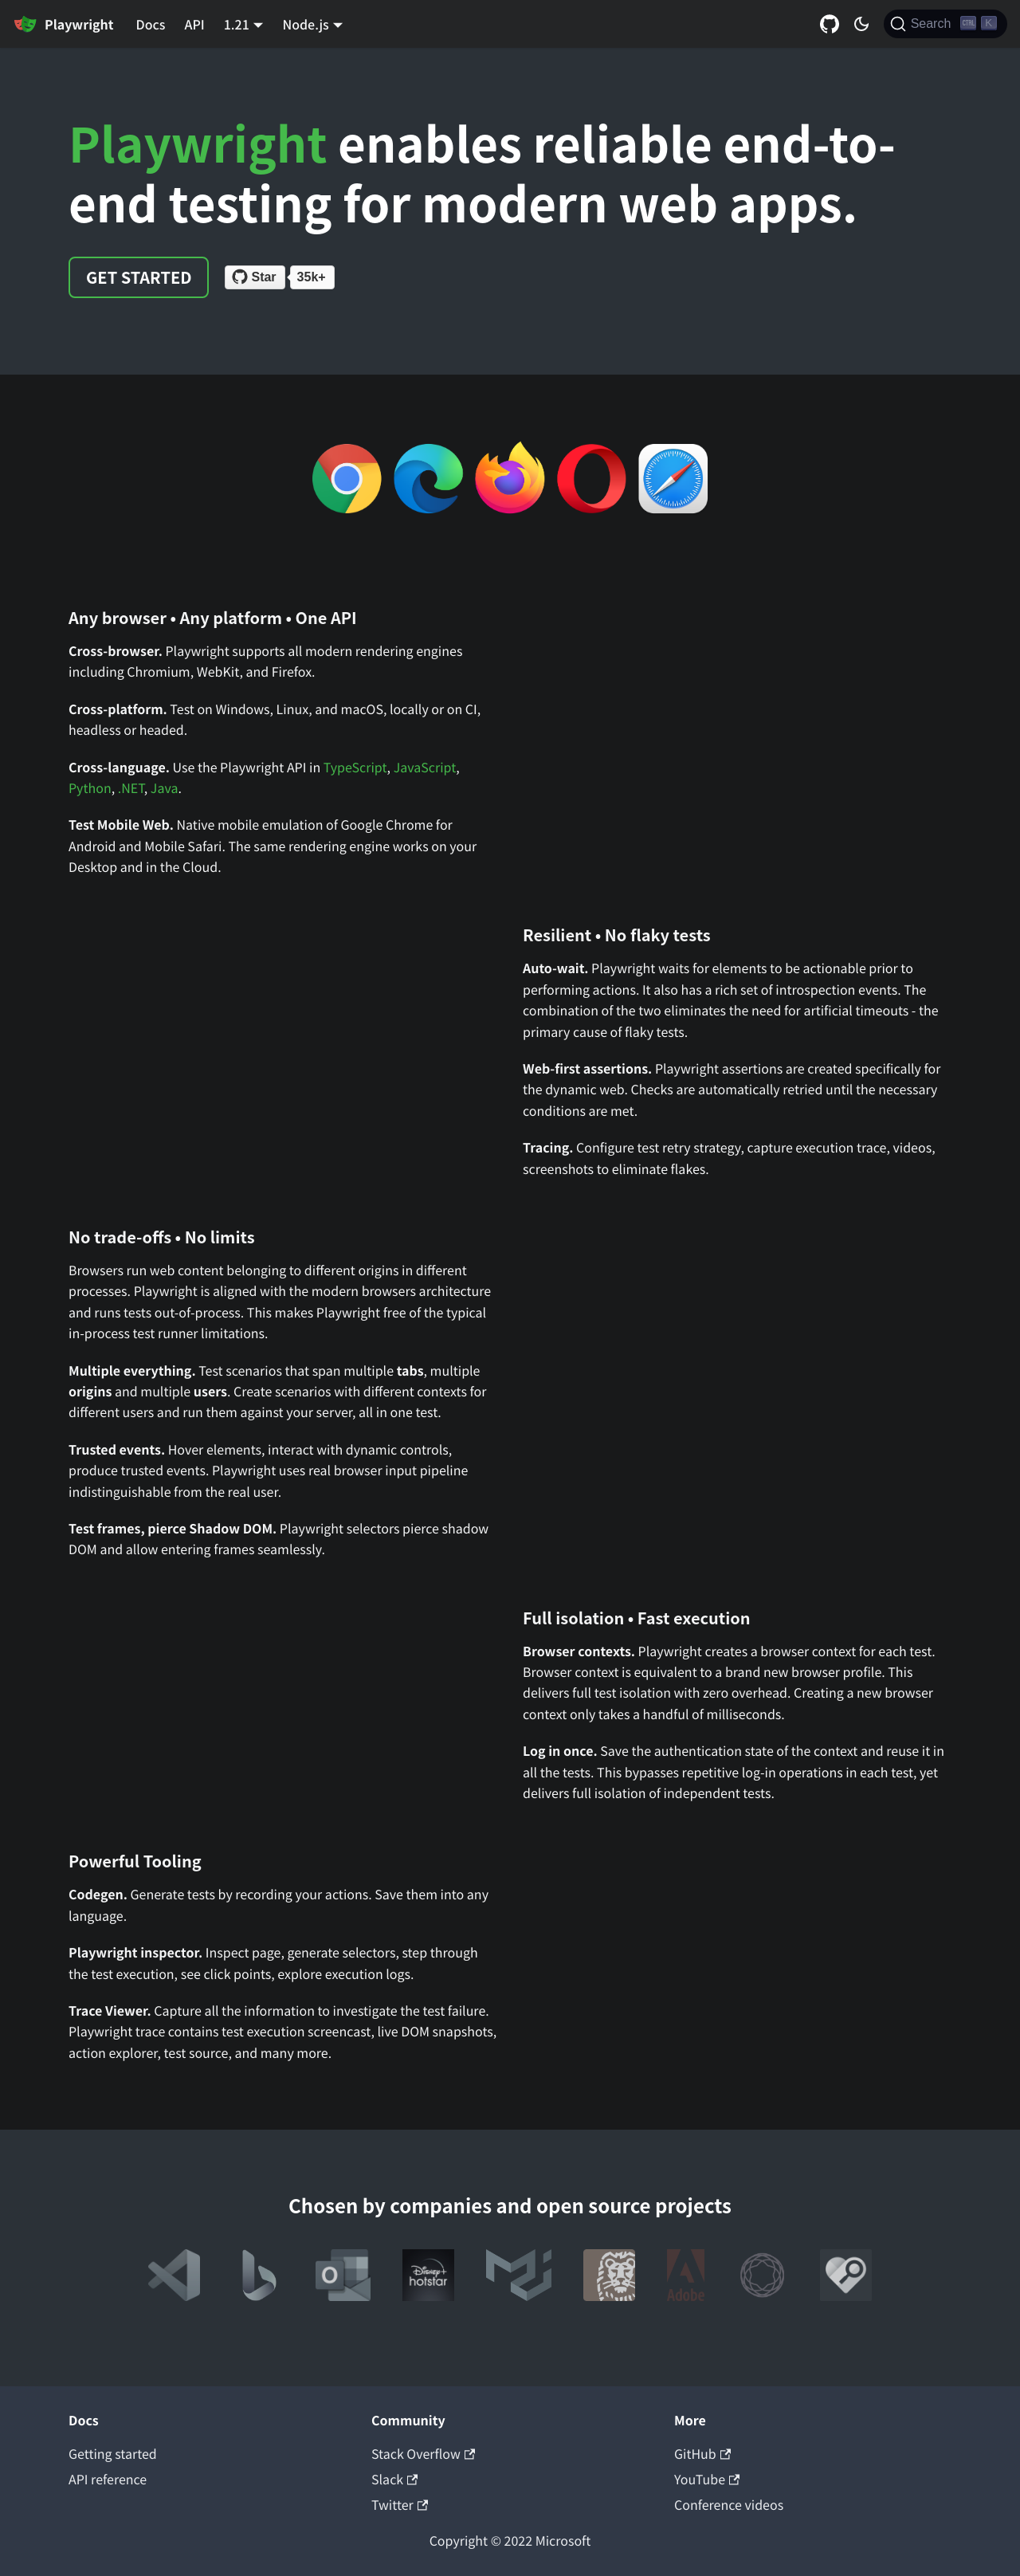 Playwright Docs API 1.21 Node.js Search CTRL K
Playwright enables reliable end-to-
end testing for modern web apps.
GET STARTED Star 35k+
Any browser • Any platform • One API
Cross-browser. Playwright supports all modern rendering engines
including Chromium, WebKit, and Firefox.
Cross-platform. Test on Windows, Linux, and macOS, locally or on CI,
headless or headed.
Cross-language. Use the Playwright API in TypeScript, JavaScript,
Python, .NET, Java.
Test Mobile Web. Native mobile emulation of Google Chrome for
Android and Mobile Safari. The same rendering engine works on your
Desktop and in the Cloud.
Resilient • No flaky tests
Auto-wait. Playwright waits for elements to be actionable prior to
performing actions. It also has a rich set of introspection events. The
combination of the two eliminates the need for artificial timeouts - the
primary cause of flaky tests.
Web-first assertions. Playwright assertions are created specifically for
the dynamic web. Checks are automatically retried until the necessary
conditions are met.
Tracing. Configure test retry strategy, capture execution trace, videos,
screenshots to eliminate flakes.
No trade-offs • No limits
Browsers run web content belonging to different origins in different
processes. Playwright is aligned with the modern browsers architecture
and runs tests out-of-process. This makes Playwright free of the typical
in-process test runner limitations.
Multiple everything. Test scenarios that span multiple tabs, multiple
origins and multiple users. Create scenarios with different contexts for
different users and run them against your server, all in one test.
Trusted events. Hover elements, interact with dynamic controls,
produce trusted events. Playwright uses real browser input pipeline
indistinguishable from the real user.
Test frames, pierce Shadow DOM. Playwright selectors pierce shadow
DOM and allow entering frames seamlessly.
Full isolation • Fast execution
Browser contexts. Playwright creates a browser context for each test.
Browser context is equivalent to a brand new browser profile. This
delivers full test isolation with zero overhead. Creating a new browser
context only takes a handful of milliseconds.
Log in once. Save the authentication state of the context and reuse it in
all the tests. This bypasses repetitive log-in operations in each test, yet
delivers full isolation of independent tests.
Powerful Tooling
Codegen. Generate tests by recording your actions. Save them into any
language.
Playwright inspector. Inspect page, generate selectors, step through
the test execution, see click points, explore execution logs.
Trace Viewer. Capture all the information to investigate the test failure.
Playwright trace contains test execution screencast, live DOM snapshots,
action explorer, test source, and many more.
Chosen by companies and open source projects
O
Disney+
hotstar
Adobe
Docs
Getting started
API reference
Community
Stack Overflow
Slack
Twitter
More
GitHub
YouTube
Conference videos
Copyright © 2022 Microsoft